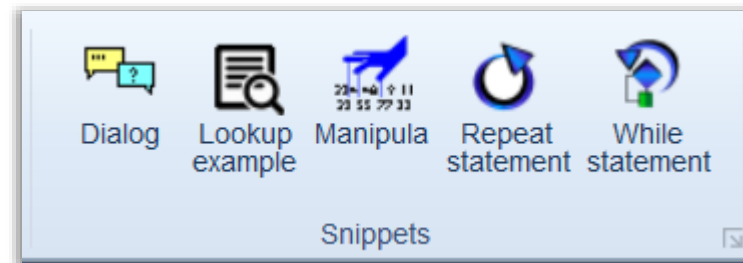 Dialog
Lookup
example
Manipula
Repeat
statement
While
statement
Snippets